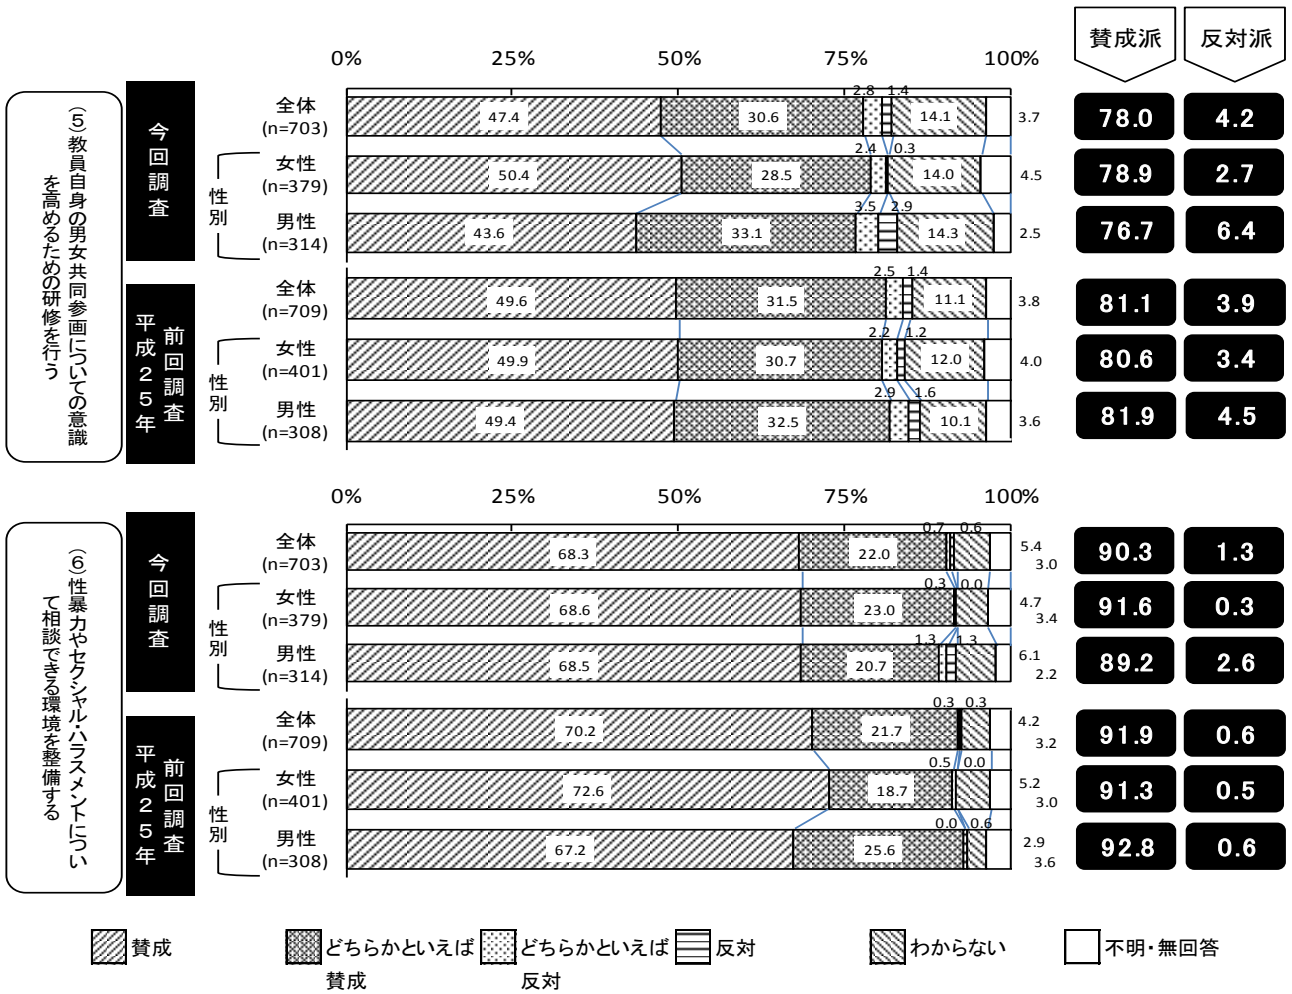 賛成派 反対派
0% 25% 50% 75% 100%
(5)教員自身の男女共同参画についての意識
を高めるための研修を行う
今回調査
全体
(n=703)
47.4 30.6 2.8 1.4 14.1 3.7 78.0 4.2
性別
女性
(n=379)
50.4 28.5 2.4 0.3 14.0 4.5 78.9 2.7
男性
(n=314)
43.6 33.1 3.5 2.9 14.3 2.5 76.7 6.4
前回調査
平成25年
全体
(n=709)
49.6 31.5 2.5 1.4 11.1 3.8 81.1 3.9
性別
女性
(n=401)
49.9 30.7 2.2 1.2 12.0 4.0 80.6 3.4
男性
(n=308)
49.4 32.5 2.9 1.6 10.1 3.6 81.9 4.5
0% 25% 50% 75% 100%
(6)性暴力やセクシャル・ハラスメントについ
て相談できる環境を整備する
今回調査
全体
(n=703)
68.3 22.0 0.7 0.6 5.4 3.0 90.3 1.3
性別
女性
(n=379)
68.6 23.0 0.3 0.0 4.7 3.4 91.6 0.3
男性
(n=314)
68.5 20.7 1.3 1.3 6.1 2.2 89.2 2.6
前回調査
平成25年
全体
(n=709)
70.2 21.7 0.3 0.3 4.2 3.2 91.9 0.6
性別
女性
(n=401)
72.6 18.7 0.5 0.0 5.2 3.0 91.3 0.5
男性
(n=308)
67.2 25.6 0.0 0.6 2.9 3.6 92.8 0.6
賛成
どちらかといえば
賛成
どちらかといえば
反対
反対
わからない
不明・無回答